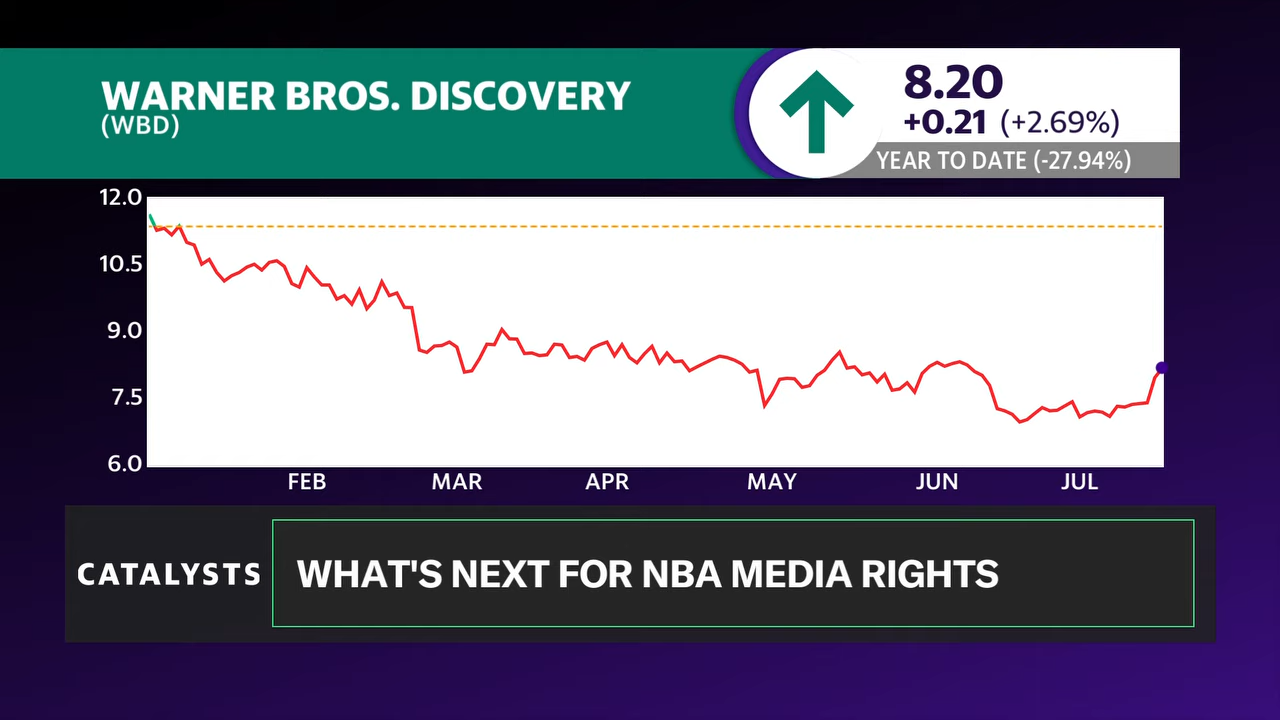 WARNER BROS. DISCOVERY
(WBD)
8.20
+0.21 (+2.69%)
YEAR TO DATE (-27.94%)
12.0
10.5
9.0
7.5
6.0
FEB MAR APR MAY JUN JUL
CATALYSTS
WHAT'S NEXT FOR NBA MEDIA RIGHTS